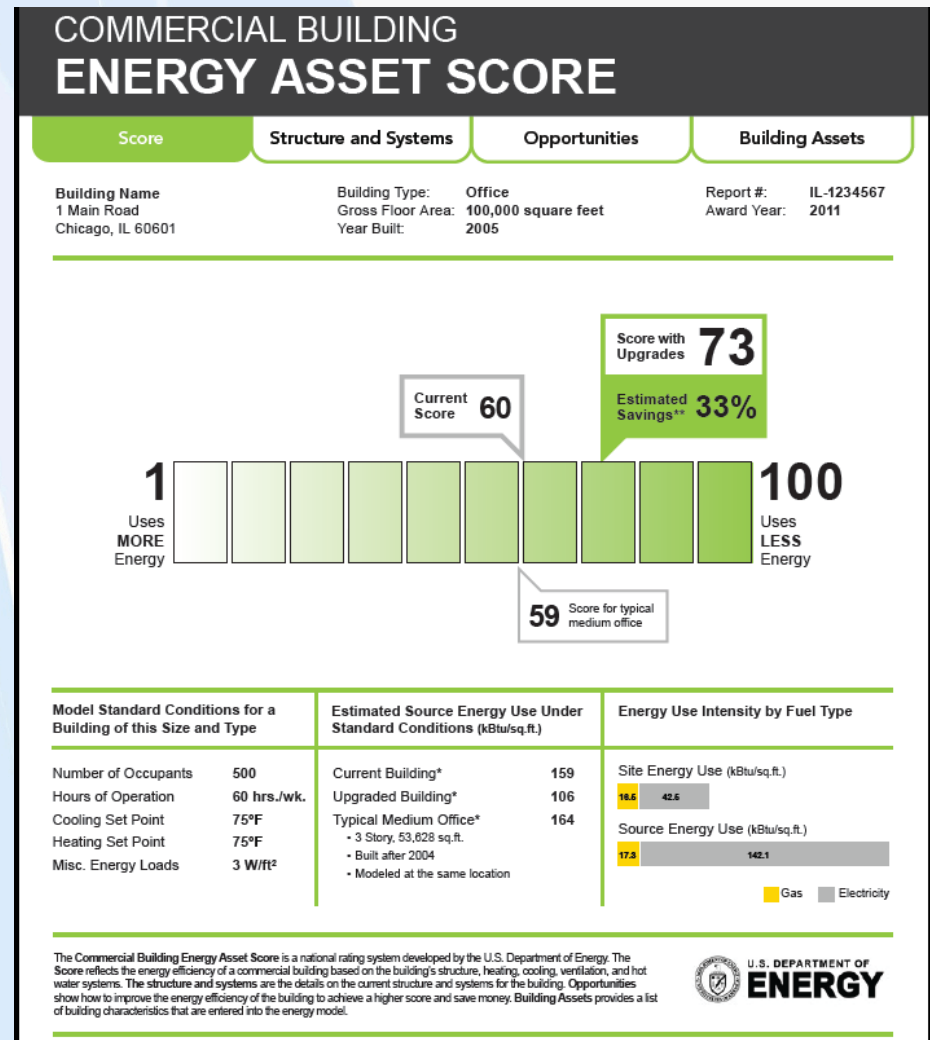 COMMERCIAL BUILDING
ENERGY ASSET SCORE
Score
Structure and Systems
Opportunities
Building Assets
Building Name
1 Main Road
Chicago, IL 60601
Building Type: Office
Gross Floor Area: 100,000 square feet
Year Built: 2005
Report #: IL-1234567
Award Year: 2011
Score with
Upgrades
73
Estimated
Savings**
33%
Current
Score
60
1
Uses
MORE
Energy
100
Uses
LESS
Energy
59
Score for typical
medium office
Model Standard Conditions for a
Building of this Size and Type
Number of Occupants 500
Hours of Operation 60 hrs./wk.
Cooling Set Point 75°F
Heating Set Point 75°F
Misc. Energy Loads 3 W/ft²
Estimated Source Energy Use Under
Standard Conditions (kBtu/sq.ft.)
Current Building* 159
Upgraded Building* 106
Typical Medium Office* 164
• 3 Story, 53,628 sq.ft.
• Built after 2004
• Modeled at the same location
Energy Use Intensity by Fuel Type
Site Energy Use (kBtu/sq.ft.)
16.5 42.5
Source Energy Use (kBtu/sq.ft.)
17.3 142.1
Gas Electricity
The Commercial Building Energy Asset Score is a national rating system developed by the U.S. Department of Energy. The
Score reflects the energy efficiency of a commercial building based on the building's structure, heating, cooling, ventilation, and hot
water systems. The structure and systems are the details on the current structure and systems for the building. Opportunities
show how to improve the energy efficiency of the building to achieve a higher score and save money. Building Assets provides a list
of building characteristics that are entered into the energy model.
U.S. DEPARTMENT OF
ENERGY